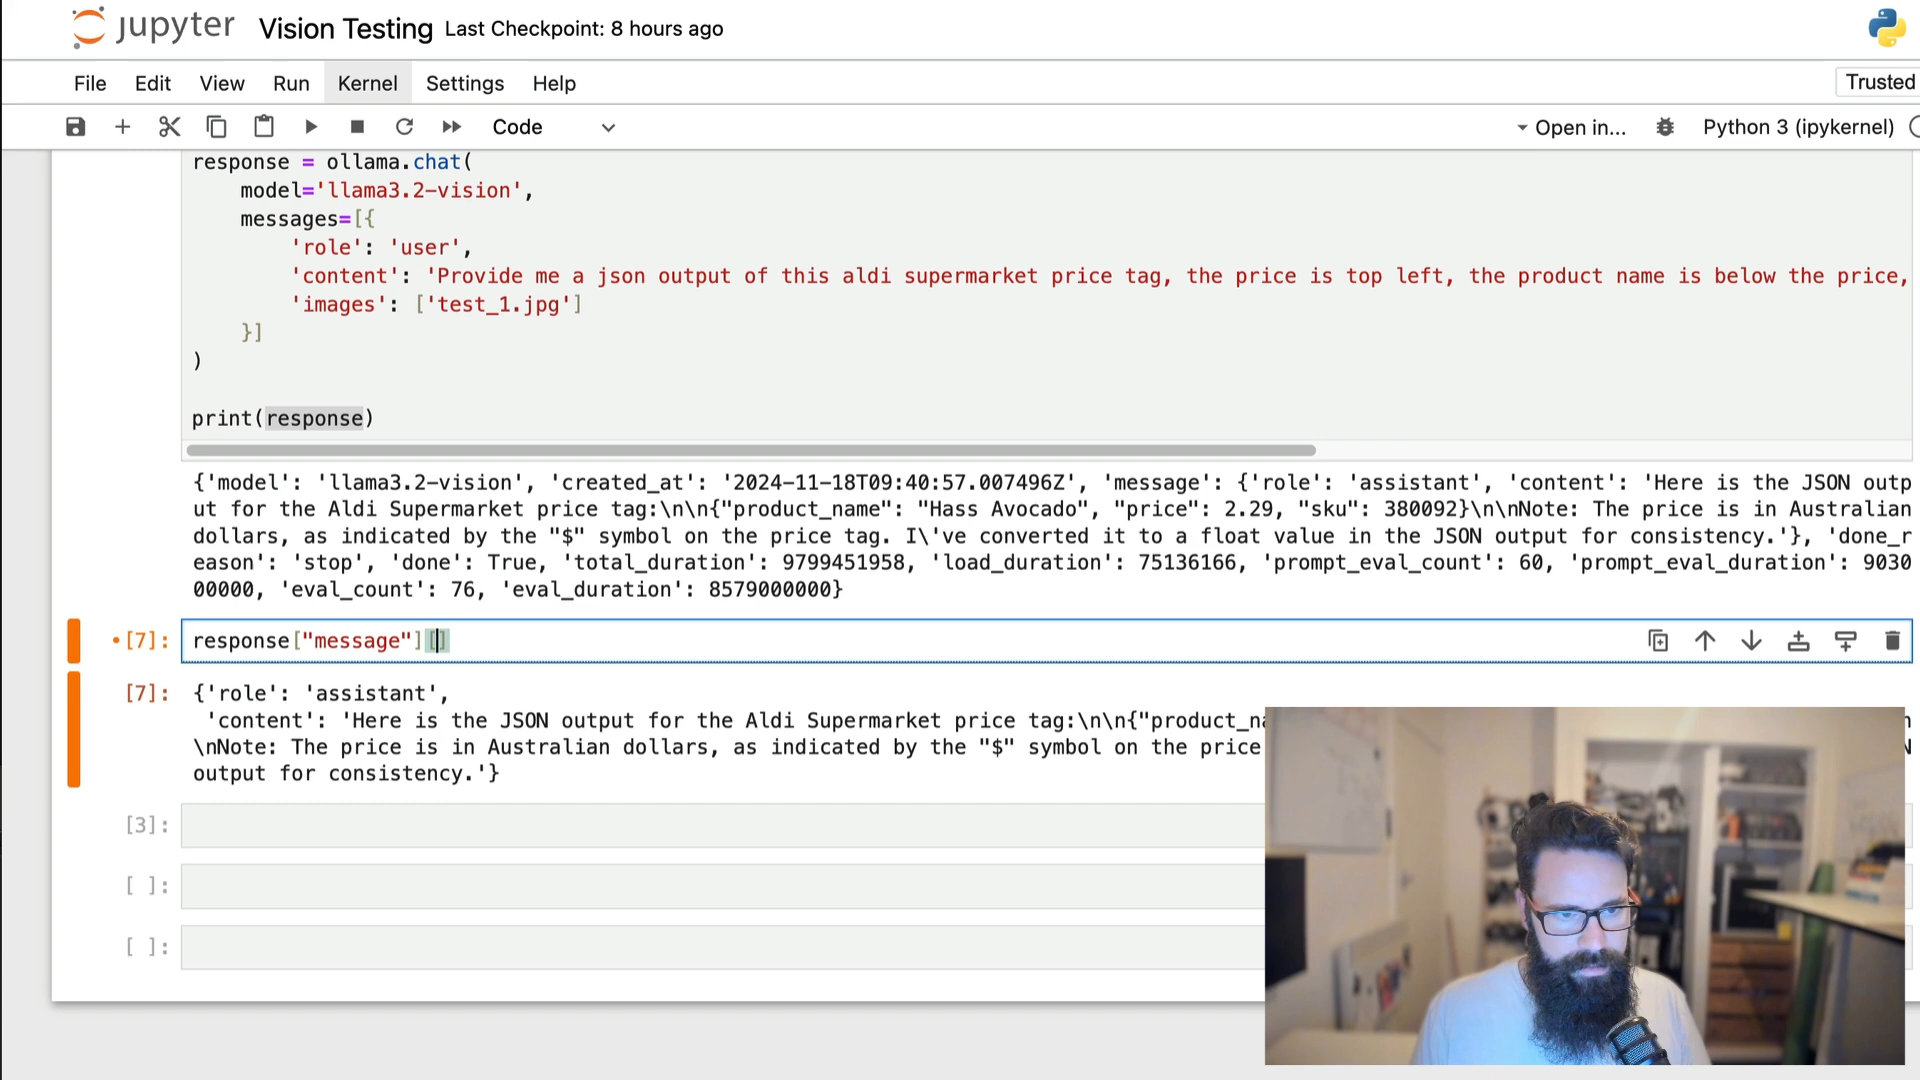 jupyter Vision Testing Last Checkpoint: 8 hours ago
File Edit View Run Kernel Settings Help Trusted
Code Open in... Python 3 (ipykernel)
response = ollama.chat(
model='llama3.2-vision',
messages=[{
'role': 'user',
'content': 'Provide me a json output of this aldi supermarket price tag, the price is top left, the product name is below the price,
'images': ['test_1.jpg']
}]
)
print(response)
{'model': 'llama3.2-vision', 'created_at': '2024-11-18T09:40:57.007496Z', 'message': {'role': 'assistant', 'content': 'Here is the JSON outp
ut for the Aldi Supermarket price tag:\n\n{"product_name": "Hass Avocado", "price": 2.29, "sku": 380092}\n\nNote: The price is in Australian
dollars, as indicated by the "$" symbol on the price tag. I\'ve converted it to a float value in the JSON output for consistency.'}, 'done_r
eason': 'stop', 'done': True, 'total_duration': 9799451958, 'load_duration': 75136166, 'prompt_eval_count': 60, 'prompt_eval_duration': 9030
00000, 'eval_count': 76, 'eval_duration': 8579000000}
[7]: response["message"][]
[7]: {'role': 'assistant',
'content': 'Here is the JSON output for the Aldi Supermarket price tag:\n\n{"product_na
\nNote: The price is in Australian dollars, as indicated by the "$" symbol on the price
output for consistency.'}
[3]:
[ ]:
[ ]: